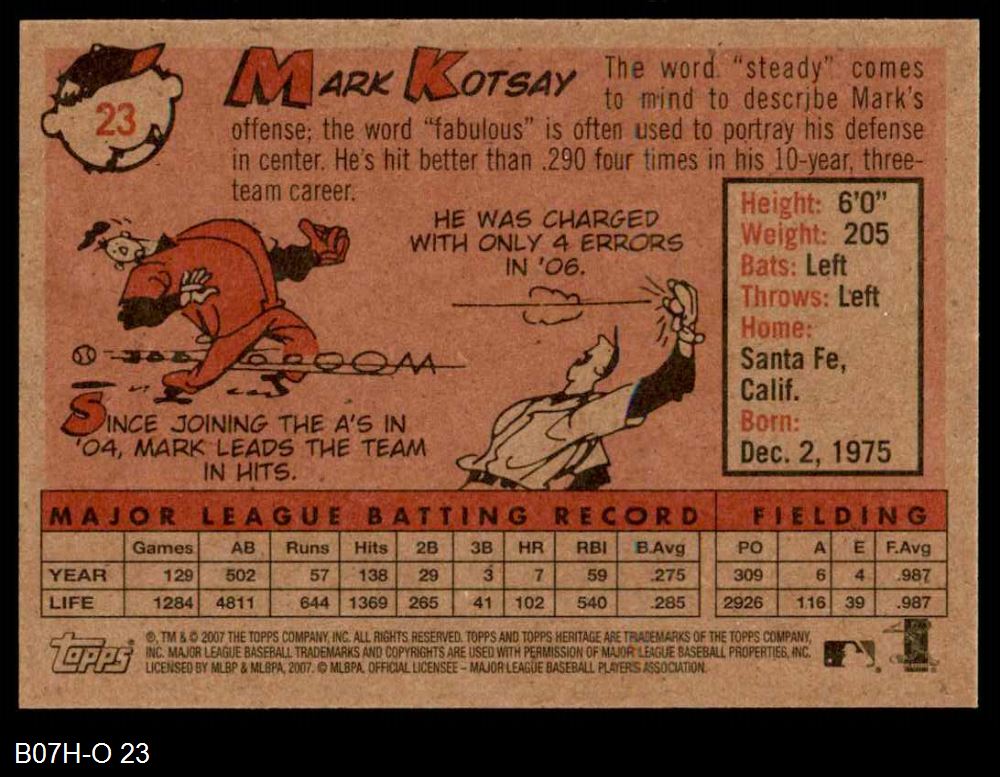 23
MARK KOTSAY
The word "steady" comes
to mind to describe Mark's
offense; the word "fabulous" is often used to portray his defense
in center. He's hit better than .290 four times in his 10-year, three-
team career.
HE WAS CHARGED
WITH ONLY 4 ERRORS
IN '06.
SINCE JOINING THE A'S IN
'04, MARK LEADS THE TEAM
IN HITS.
Height: 6'0"
Weight: 205
Bats: Left
Throws: Left
Home:
Santa Fe,
Calif.
Born:
Dec. 2, 1975
MAJOR LEAGUE BATTING RECORD FIELDING
Games AB Runs Hits 2B 3B HR RBI B.Avg PO A E F.Avg
YEAR 129 502 57 138 29 3 7 59 .275 309 6 4 .987
LIFE 1284 4811 644 1369 265 41 102 540 .285 2926 116 39 .987
Topps
®, TM & © 2007 THE TOPPS COMPANY, INC. ALL RIGHTS RESERVED. TOPPS AND TOPPS HERITAGE ARE TRADEMARKS OF THE TOPPS COMPANY,
INC. MAJOR LEAGUE BASEBALL TRADEMARKS AND COPYRIGHTS ARE USED WITH PERMISSION OF MAJOR LEAGUE BASEBALL PROPERTIES, INC.
LICENSED BY MLBP & MLBPA, 2007. © MLBPA. OFFICIAL LICENSEE – MAJOR LEAGUE BASEBALL PLAYERS ASSOCIATION.
B07H-O 23